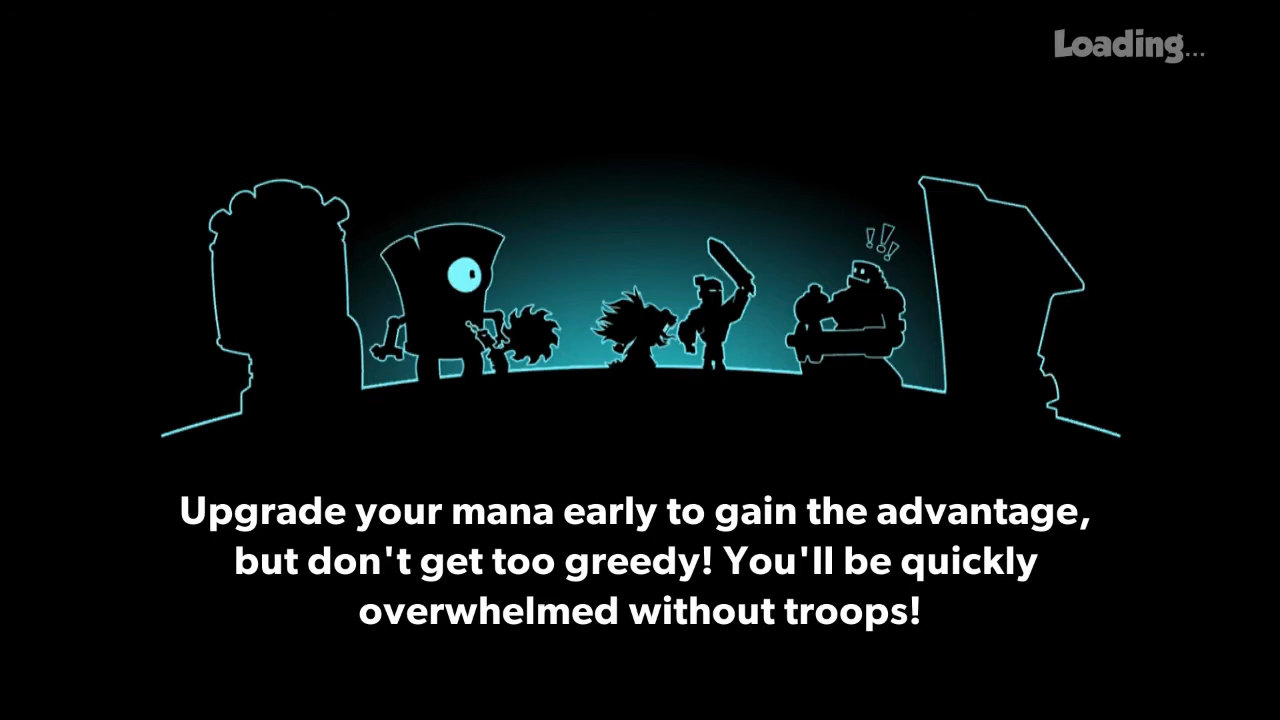 Loading...
Upgrade your mana early to gain the advantage,
but don't get too greedy! You'll be quickly
overwhelmed without troops!